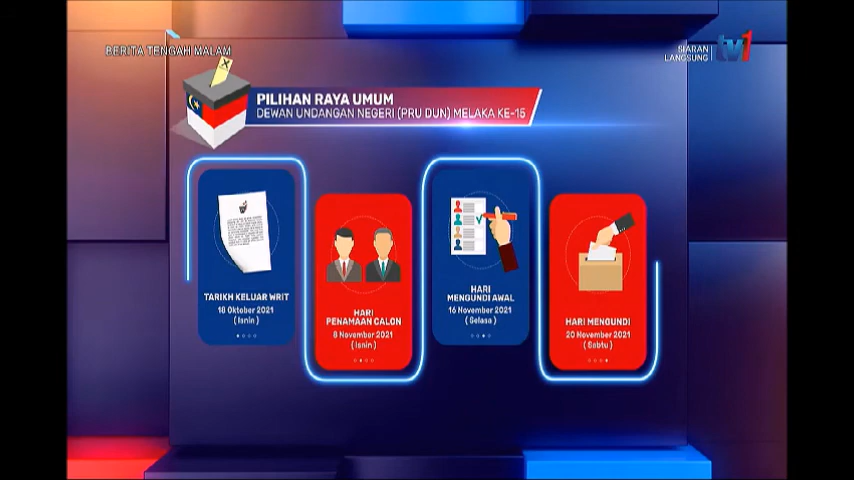 BERITA TENGAH MALAM
SIARAN
LANGSUNG
tv1
PILIHAN RAYA UMUM
DEWAN UNDANGAN NEGERI (PRU DUN) MELAKA KE-15
TARIKH KELUAR WRIT
18 Oktober 2021
(Isnin)
HARI
PENAMAAN CALON
8 November 2021
(Isnin)
HARI
MENGUNDI AWAL
16 November 2021
(Selasa)
HARI MENGUNDI
20 November 2021
(Sabtu)